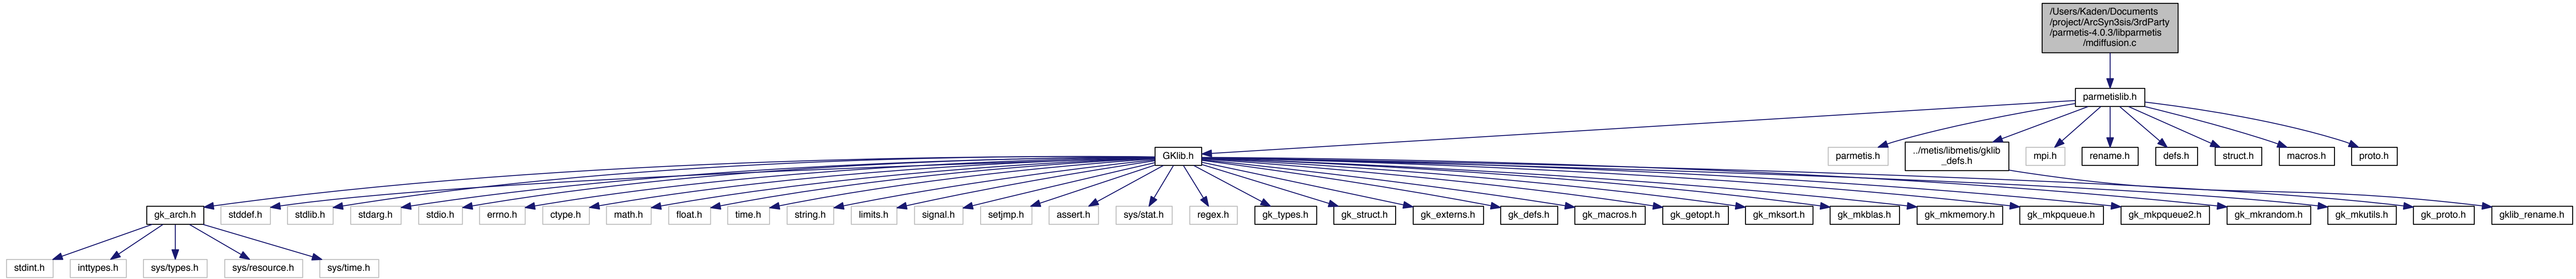 /Users/Kaden/Documents
/project/ArcSyn3sis/3rdParty
/parmetis-4.0.3/libparmetis
/mdiffusion.c
parmetislib.h
GKlib.h
parmetis.h
../metis/libmetis/gklib
_defs.h
mpi.h
rename.h
defs.h
struct.h
macros.h
proto.h
gk_arch.h
stddef.h
stdlib.h
stdarg.h
stdio.h
errno.h
ctype.h
math.h
float.h
time.h
string.h
limits.h
signal.h
setjmp.h
assert.h
sys/stat.h
regex.h
gk_types.h
gk_struct.h
gk_externs.h
gk_defs.h
gk_macros.h
gk_getopt.h
gk_mksort.h
gk_mkblas.h
gk_mkmemory.h
gk_mkpqueue.h
gk_mkpqueue2.h
gk_mkrandom.h
gk_mkutils.h
gk_proto.h
gklib_rename.h
stdint.h
inttypes.h
sys/types.h
sys/resource.h
sys/time.h